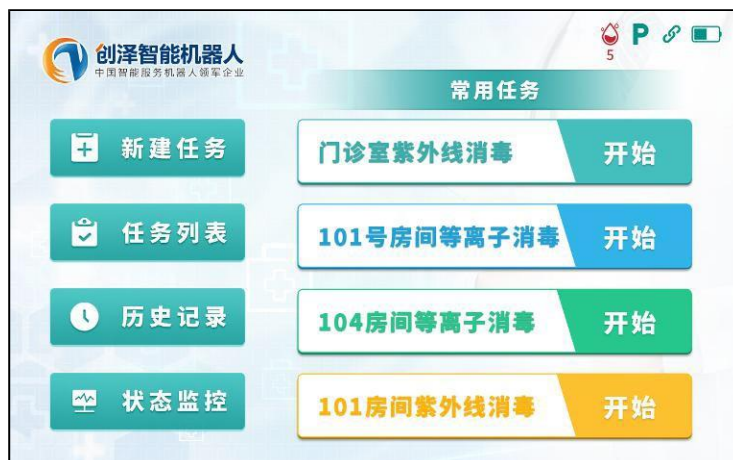 创泽智能机器人
中国智能服务机器人领军企业
P
5
常用任务
新建任务
门诊室紫外线消毒 开始
任务列表
101号房间等离子消毒 开始
历史记录
104房间等离子消毒 开始
状态监控
101房间紫外线消毒 开始